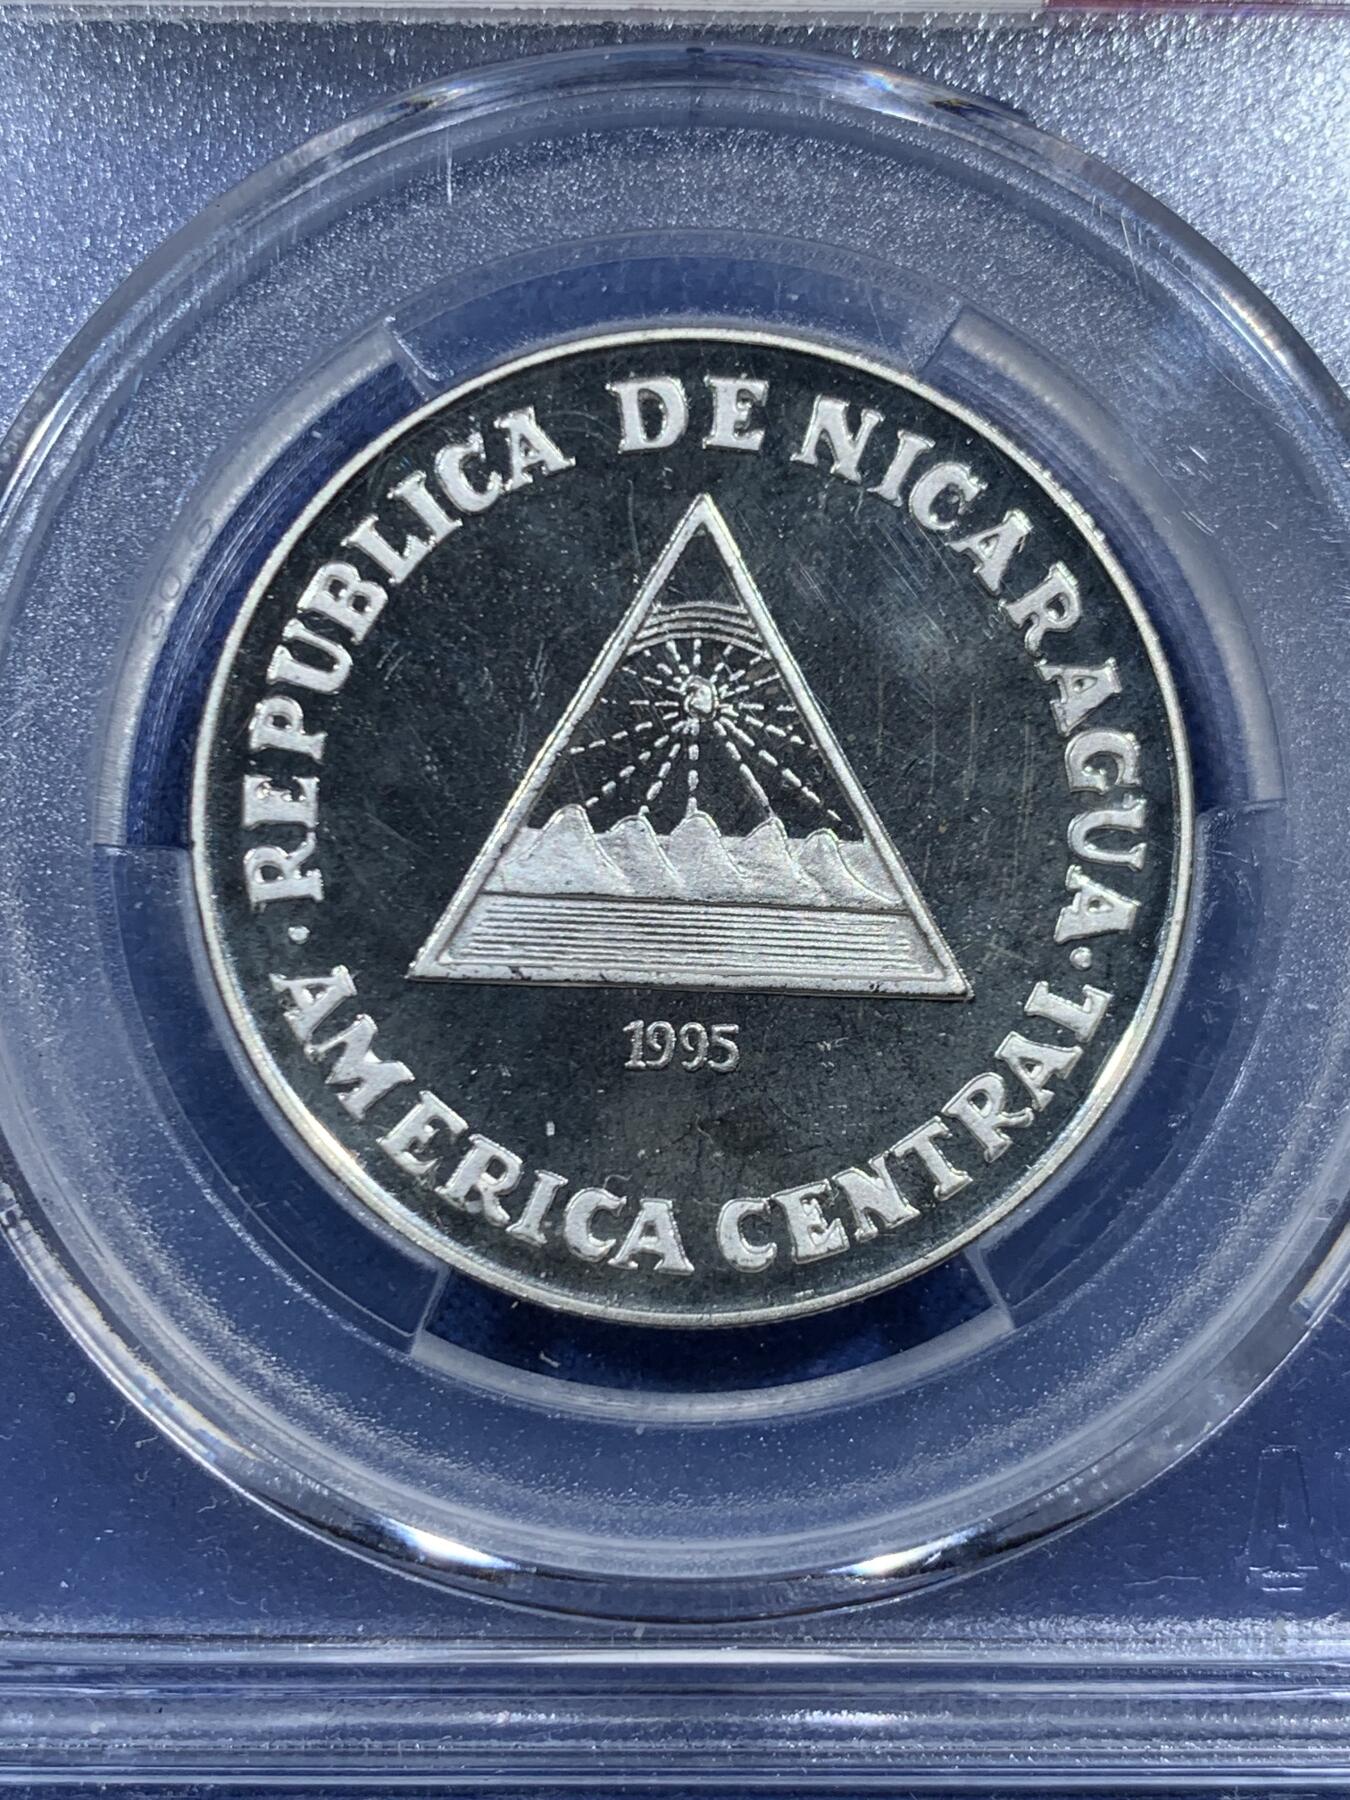 REPUBLICA DE NICARAGUA
1995
AMERICA CENTRAL